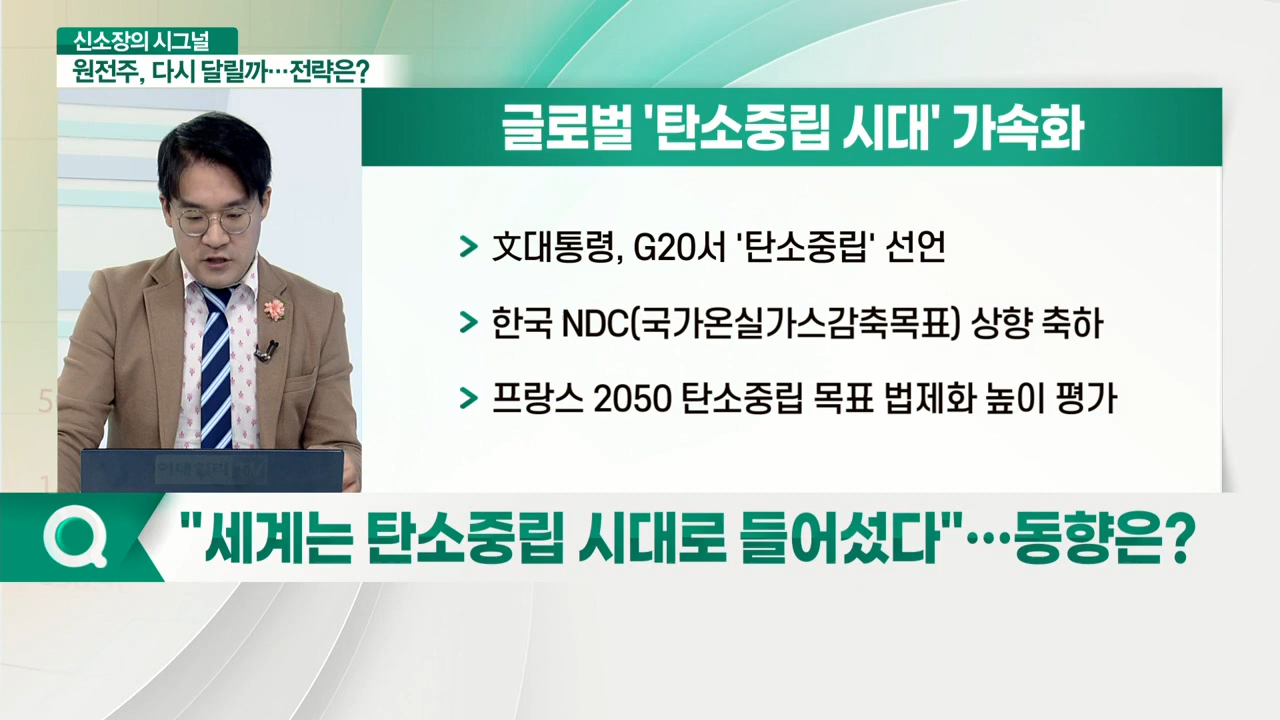 신소장의 시그널
원전주, 다시 달릴까…전략은?
글로벌 '탄소중립 시대' 가속화
> 文대통령, G20서 '탄소중립' 선언
> 한국 NDC(국가온실가스감축목표) 상향 축하
> 프랑스 2050 탄소중립 목표 법제화 높이 평가
Q "세계는 탄소중립 시대로 들어섰다"…동향은?